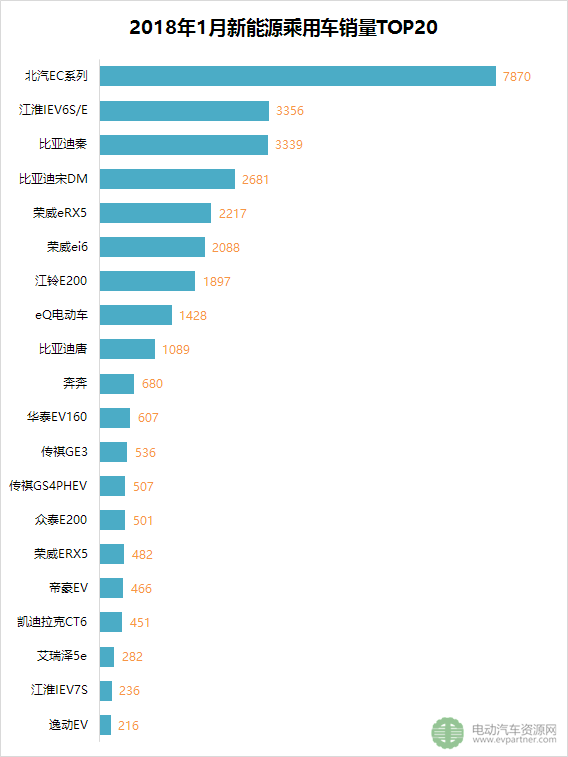 2018年1月新能源乘用车销量TOP20
北汽EC系列 7870
江淮IEV6S/E 3356
比亚迪秦 3339
比亚迪宋DM 2681
荣威eRX5 2217
荣威ei6 2088
江铃E200 1897
eQ电动车 1428
比亚迪唐 1089
奔奔 680
华泰EV160 607
传祺GE3 536
传祺GS4PHEV 507
众泰E200 501
荣威ERX5 482
帝豪EV 466
凯迪拉克CT6 451
艾瑞泽5e 282
江淮IEV7S 236
逸动EV 216
电动汽车资源网
www.evpartner.com